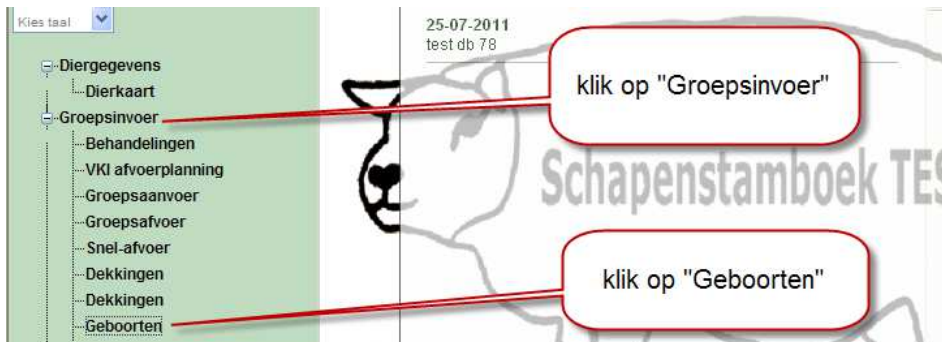 Kies taal
Diergegevens
Dierkaart
Groepsinvoer
Behandelingen
VKI afvoerplanning
Groepsaanvoer
Groepsafvoer
Snel-afvoer
Dekkingen
Dekkingen
Geboorten
25-07-2011
test db 78
klik op "Groepsinvoer"
Schapenstamboek TES
klik op "Geboorten"